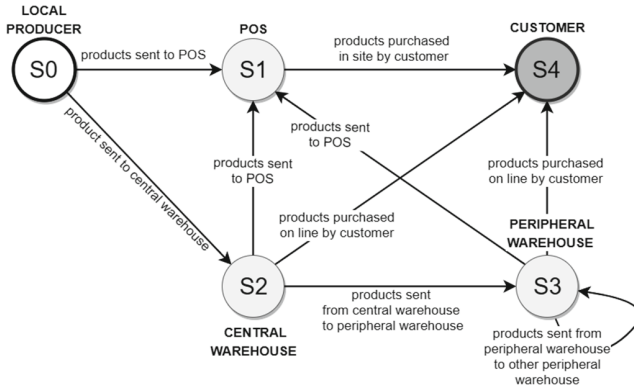 LOCAL
PRODUCER
POS
CUSTOMER
products sent to POS
products purchased
in site by customer
S0
S1
S4
product sent to central warehouse
products sent
to POS
products sent
to POS
products purchased
on line by customer
products purchased
on line by customer
PERIPHERAL
WAREHOUSE
S2
S3
products sent
from central warehouse
to peripheral warehouse
CENTRAL
WAREHOUSE
products sent from
peripheral warehouse
to other peripheral
warehouse